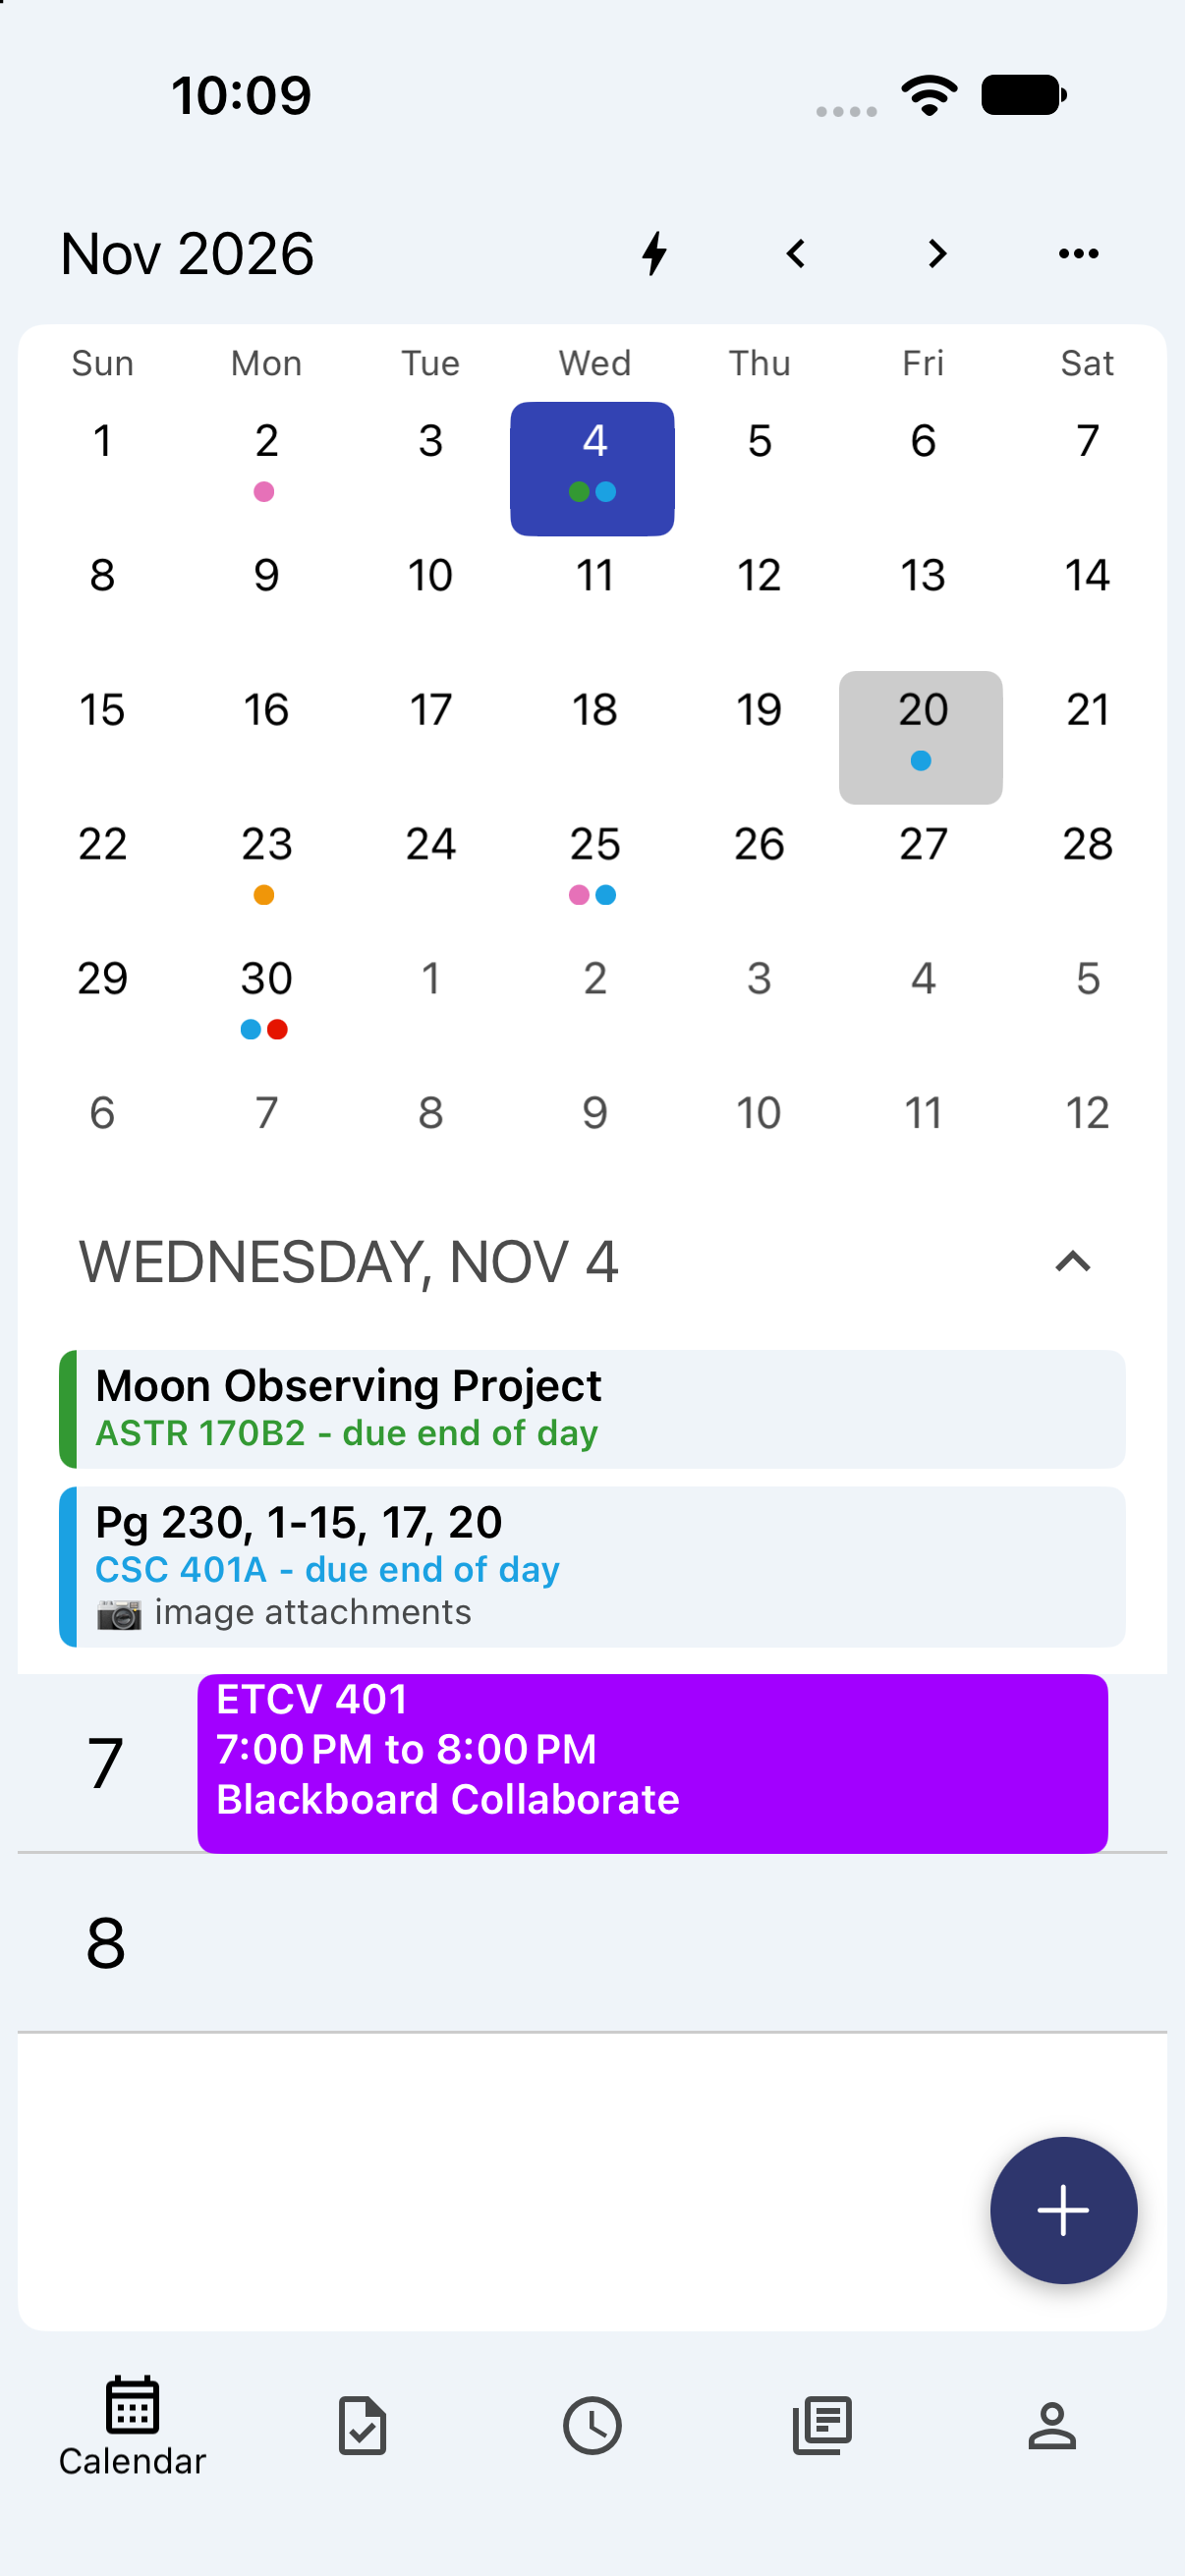 10:09
Nov 2026
Sun Mon Tue Wed Thu Fri Sat
1 2 3 4 5 6 7
8 9 10 11 12 13 14
15 16 17 18 19 20 21
22 23 24 25 26 27 28
29 30 1 2 3 4 5
6 7 8 9 10 11 12
WEDNESDAY, NOV 4
Moon Observing Project
ASTR 170B2 - due end of day
Pg 230, 1-15, 17, 20
CSC 401A - due end of day
📷 image attachments
7
ETCV 401
7:00 PM to 8:00 PM
Blackboard Collaborate
8
Calendar